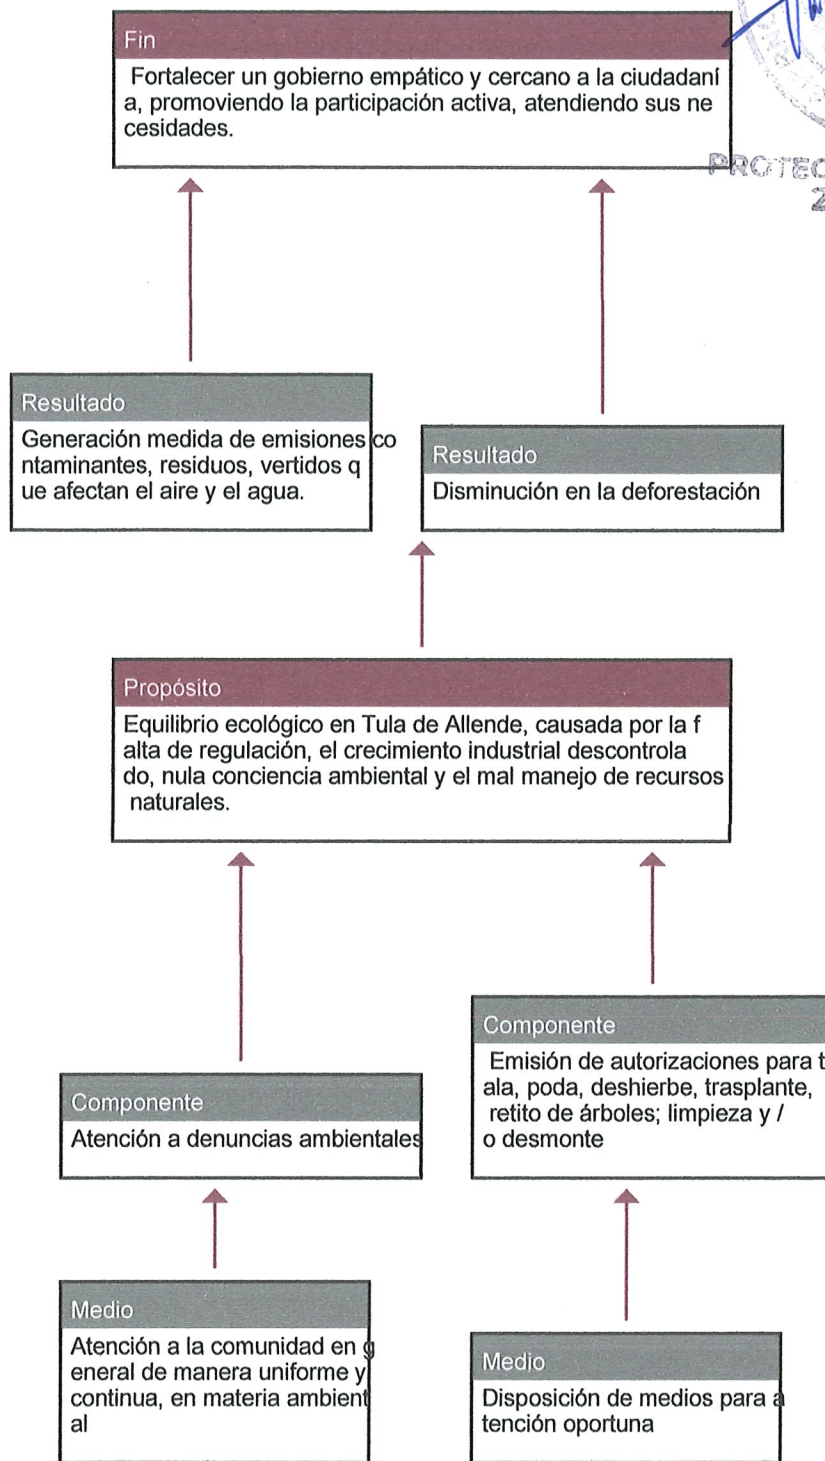 Fin
Fortalecer un gobierno empático y cercano a la ciudadaní
a, promoviendo la participación activa, atendiendo sus ne
cesidades.
Resultado
Generación medida de emisiones co
ntaminantes, residuos, vertidos q
ue afectan el aire y el agua.
Resultado
Disminución en la deforestación
Propósito
Equilibrio ecológico en Tula de Allende, causada por la f
alta de regulación, el crecimiento industrial descontrola
do, nula conciencia ambiental y el mal manejo de recursos
naturales.
Componente
Atención a denuncias ambientales
Componente
Emisión de autorizaciones para t
ala, poda, deshierbe, trasplante,
retito de árboles; limpieza y /
o desmonte
Medio
Atención a la comunidad en g
eneral de manera uniforme y
continua, en materia ambient
al
Medio
Disposición de medios para a
tención oportuna